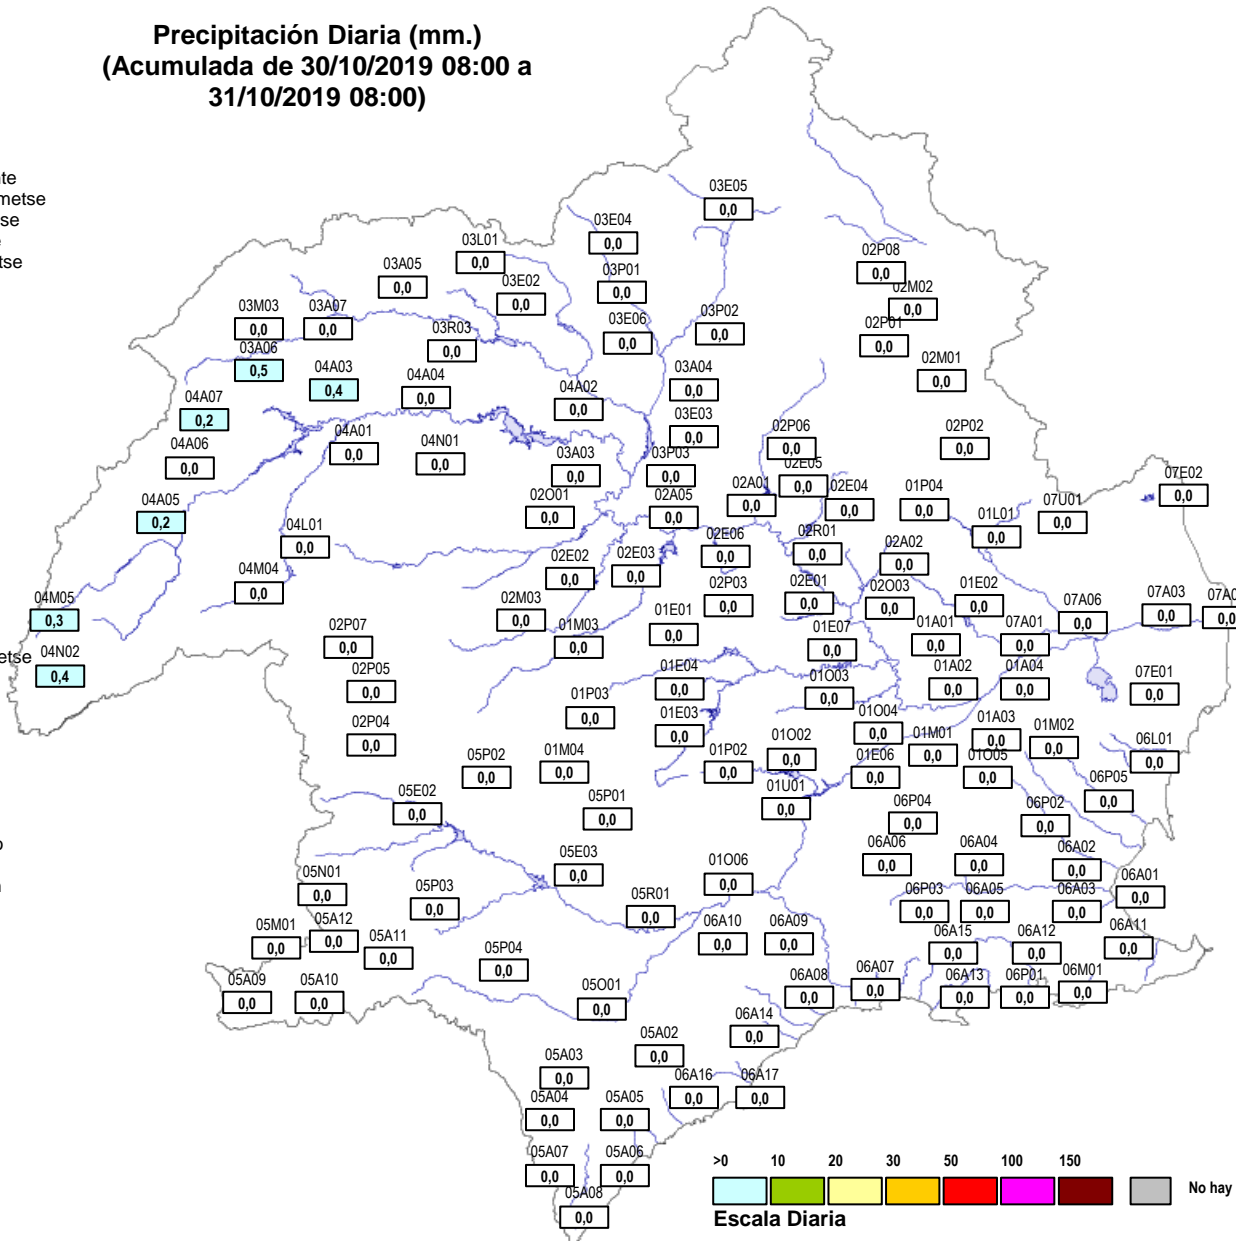 Precipitación Diaria (mm.)
(Acumulada de 30/10/2019 08:00 a
31/10/2019 08:00)
03E05
0,0
03E04
0,0
03L01
0,0
02P08
0,0
03A05
0,0
03P01
0,0
03E02
0,0
02M02
0,0
03M03
0,0
03A07
0,0
03E06
0,0
03P02
0,0
03R03
0,0
02P01
0,0
03A06
0,5
04A03
0,4
04A04
0,0
03A04
0,0
02M01
0,0
04A07
0,2
04A02
0,0
03E03
0,0
04A01
0,0
04A06
0,0
04N01
0,0
02P06
0,0
02P02
0,0
03A03
0,0
03P03
0,0
02E05
0,0
07E02
0,0
04A05
0,2
02O01
0,0
02A05
0,0
02A01
0,0
02E04
0,0
01P04
0,0
07U01
0,0
01L01
0,0
04L01
0,0
02E06
0,0
02R01
0,0
02A02
0,0
02E02
0,0
02E03
0,0
04M04
0,0
04M05
0,3
02M03
0,0
02P03
0,0
02E01
0,0
02O03
0,0
01E02
0,0
07A06
0,0
07A03
0,0
07A0
0,0
02P07
0,0
01M03
0,0
01E01
0,0
01E07
0,0
01A01
0,0
07A01
0,0
etse
04N02
0,4
02P05
0,0
01E04
0,0
01O03
0,0
01A02
0,0
01A04
0,0
07E01
0,0
01P03
0,0
02P04
0,0
01E03
0,0
01O04
0,0
01A03
0,0
01M02
0,0
05P02
0,0
01M04
0,0
01P02
0,0
01O02
0,0
01M01
0,0
01E06
0,0
01O05
0,0
06L01
0,0
05E02
0,0
05P01
0,0
01U01
0,0
06P04
0,0
06P02
0,0
06P05
0,0
05E03
0,0
01O06
0,0
06A06
0,0
06A04
0,0
06A02
0,0
05N01
0,0
05P03
0,0
05R01
0,0
06P03
0,0
06A05
0,0
06A03
0,0
06A01
0,0
05M01
0,0
05A12
0,0
05A11
0,0
06A10
0,0
06A09
0,0
06A15
0,0
06A12
0,0
06A11
0,0
05P04
0,0
05A09
0,0
05A10
0,0
05O01
0,0
06A08
0,0
06A07
0,0
06A13
0,0
06P01
0,0
06M01
0,0
06A14
0,0
05A02
0,0
05A03
0,0
06A16
0,0
06A17
0,0
05A04
0,0
05A05
0,0
05A07
0,0
05A06
0,0
05A08
0,0
>0 10 20 30 50 100 150
No hay
Escala Diaria